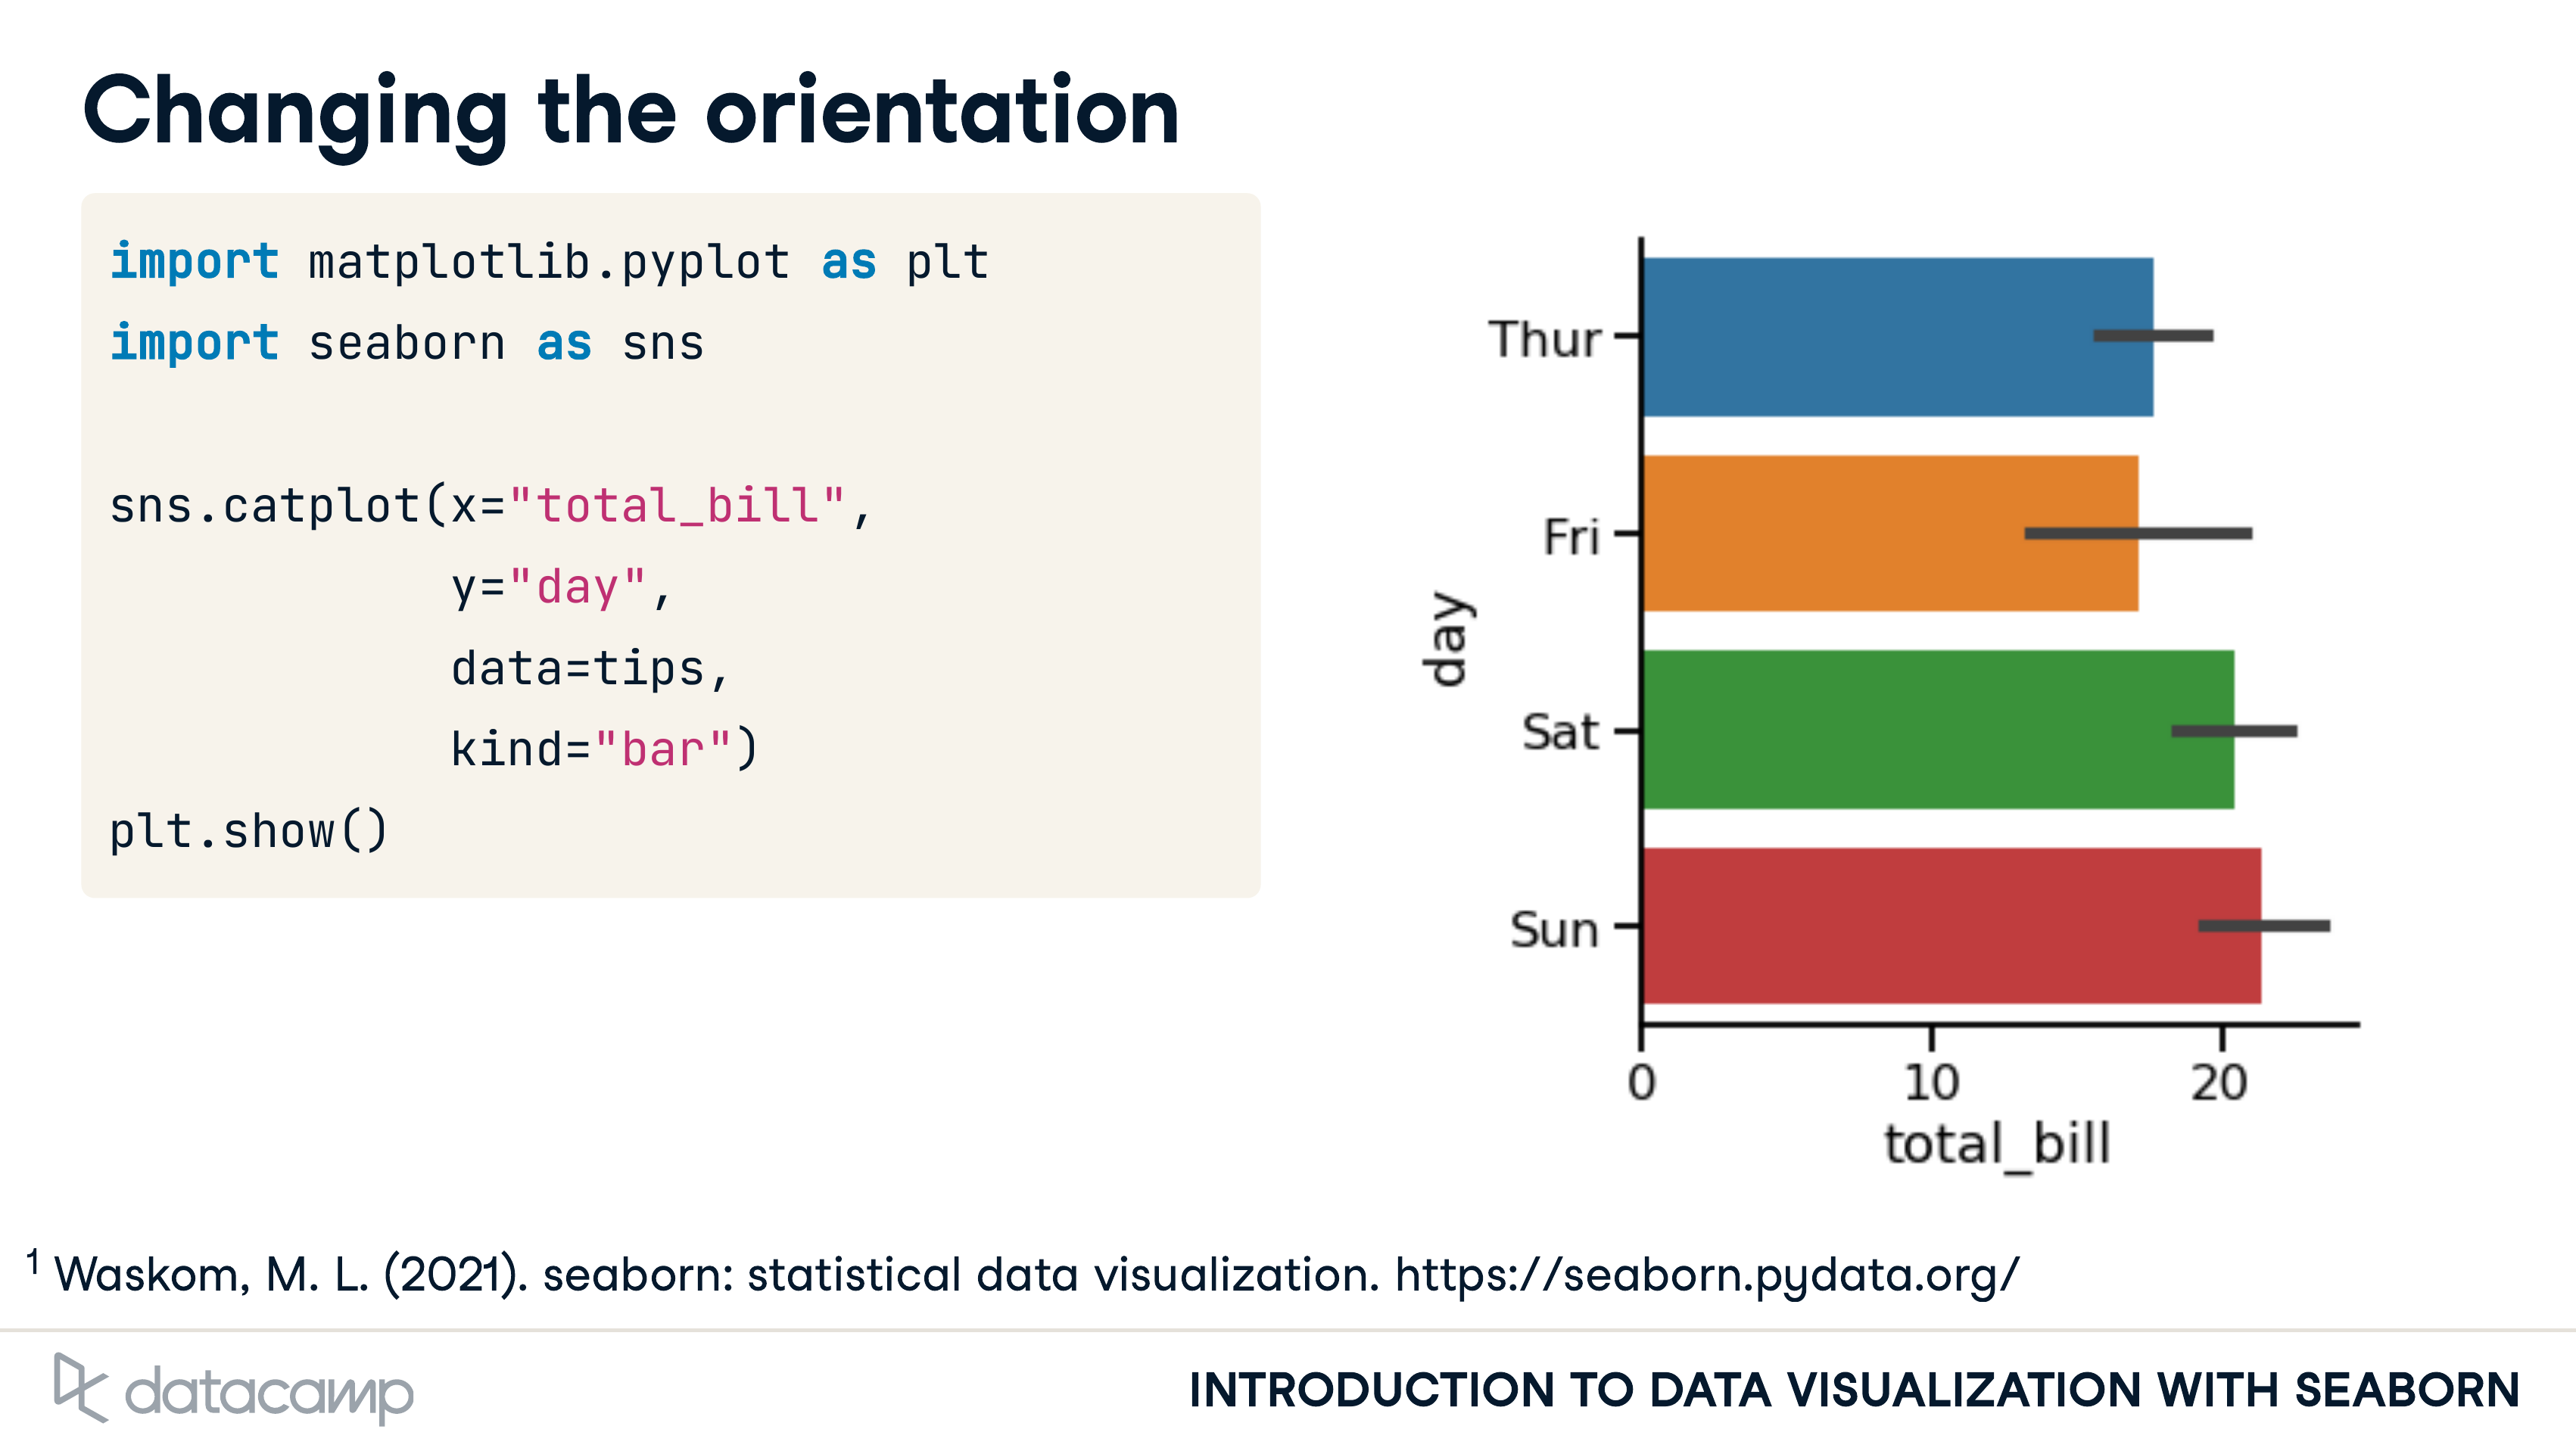 Changing the orientation
import matplotlib.pyplot as plt
import seaborn as sns
sns.catplot(x="total_bill",
y="day",
data=tips,
kind="bar")
plt.show()
Thur
Fri
Sat
Sun
day
0 10 20
total_bill
1 Waskom, M. L. (2021). seaborn: statistical data visualization. https://seaborn.pydata.org/
datacamp
INTRODUCTION TO DATA VISUALIZATION WITH SEABORN